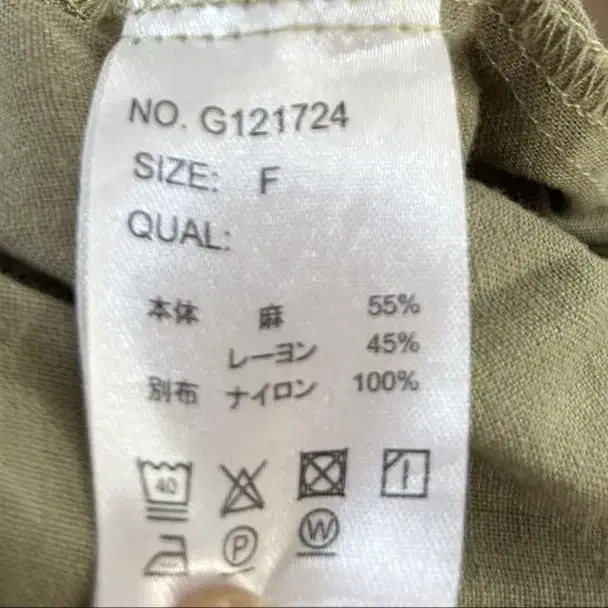 NO. G121724
SIZE: F
QUAL:
本体 麻 55%
レーヨン 45%
別布 ナイロン 100%
40
P W